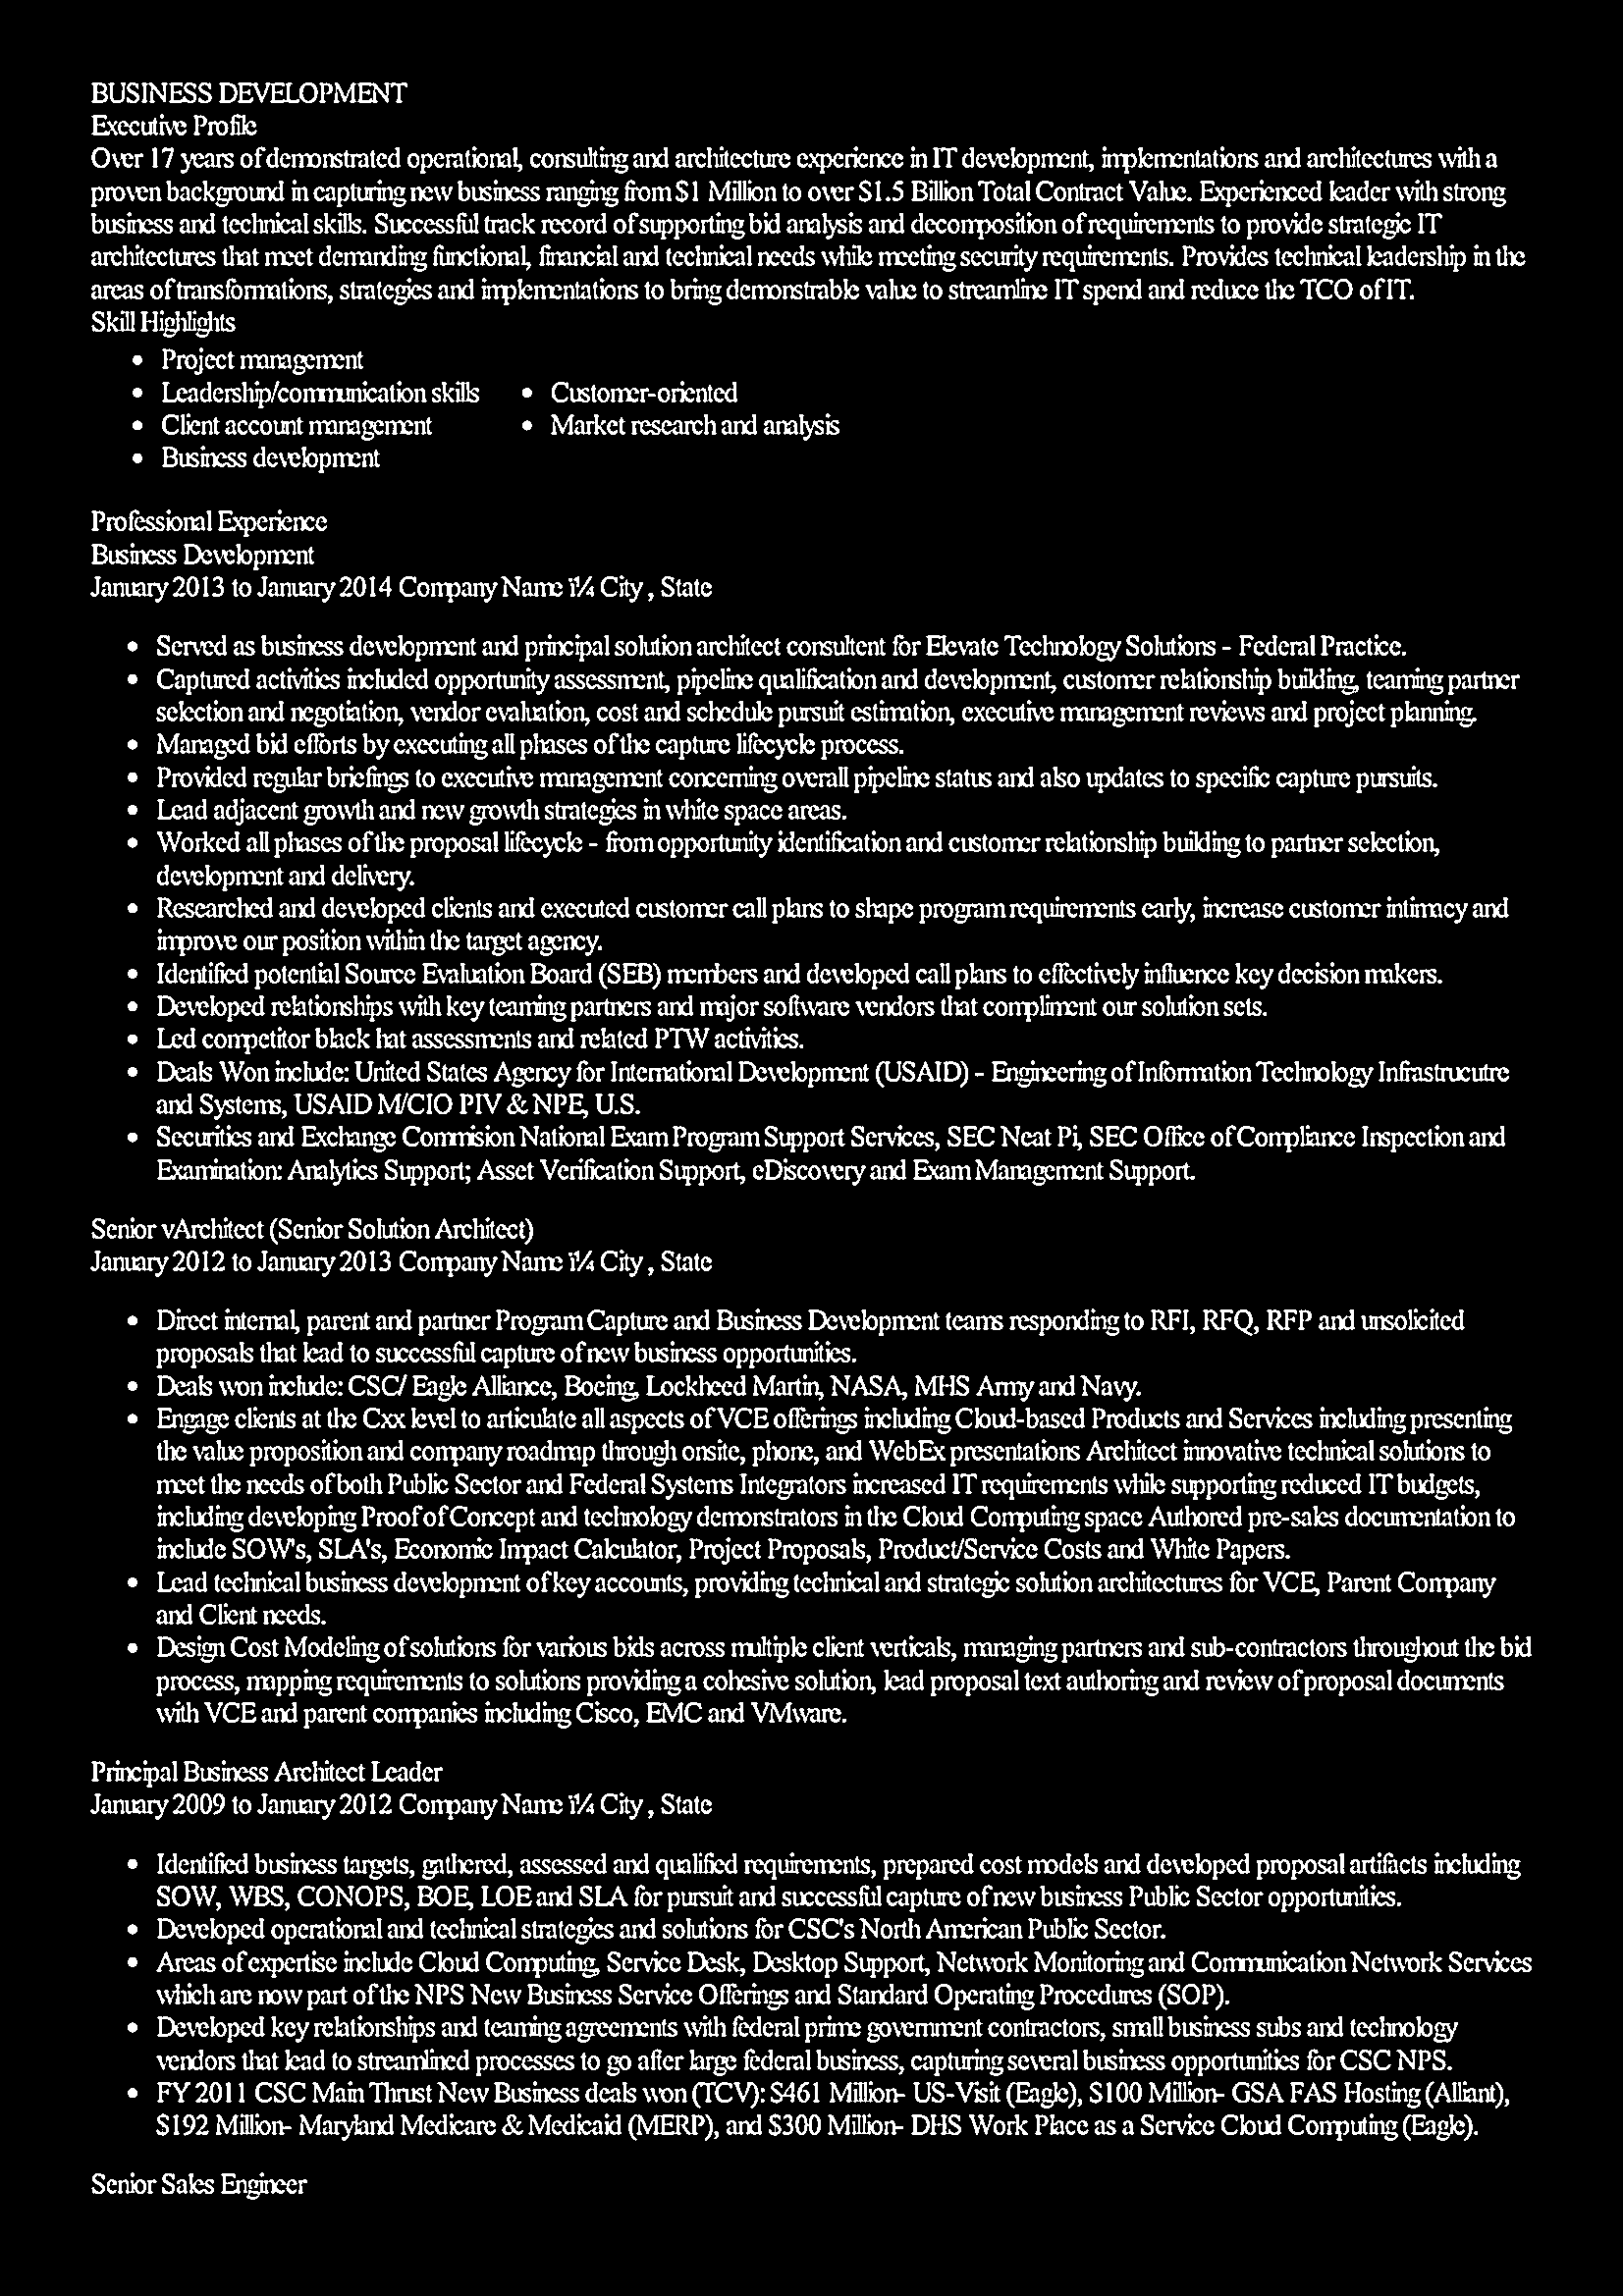 BUSINESS DEVELOPMENT
Executive Profile
Over 17 years of demonstrated operational, consulting and architecture experience in IT development, implementations and architectures with a
proven background in capturing new business ranging from $1 Million to over $1.5 Billion Total Contract Value. Experienced leader with strong
business and technical skills. Successful track record of supporting bid analysis and decomposition of requirements to provide strategic IT
architectures that meet demanding functional, financial and technical needs while meeting security requirements. Provides technical leadership in the
areas of transformations, strategies and implementations to bring demonstrable value to streamline IT spend and reduce the TCO of IT.
Skill Highlights
• Project management
• Leadership/communication skills
• Client account management
• Business development
• Customer-oriented
• Market research and analysis
Professional Experience
Business Development
January 2013 to January 2014 Company Name ï¼ City , State
• Served as business development and principal solution architect consultent for Elevate Technology Solutions - Federal Practice.
• Captured activities included opportunity assessment, pipeline qualification and development, customer relationship building, teaming partner
selection and negotiation, vendor evaluation, cost and schedule pursuit estimation, executive management reviews and project planning.
• Managed bid efforts by executing all phases of the capture lifecycle process.
• Provided regular briefings to executive management concerning overall pipeline status and also updates to specific capture pursuits.
• Lead adjacent growth and new growth strategies in white space areas.
• Worked all phases of the proposal lifecycle - from opportunity identification and customer relationship building to partner selection,
development and delivery.
• Researched and developed clients and executed customer call plans to shape program requirements early, increase customer intimacy and
improve our position within the target agency.
• Identified potential Source Evaluation Board (SEB) members and developed call plans to effectively influence key decision makers.
• Developed relationships with key teaming partners and major software vendors that compliment our solution sets.
• Led competitor black hat assessments and related PTW activities.
• Deals Won include: United States Agency for International Development (USAID) - Engineering of Information Technology Infrastrucutre
and Systems, USAID M/CIO PIV & NPE, U.S.
• Securities and Exchange Commision National Exam Program Support Services, SEC Neat Pi, SEC Office of Compliance Inspection and
Examination: Analytics Support; Asset Verification Support, eDiscovery and Exam Management Support.
Senior vArchitect (Senior Solution Architect)
January 2012 to January 2013 Company Name ï¼ City , State
• Direct internal, parent and partner Program Capture and Business Development teams responding to RFI, RFQ, RFP and unsolicited
proposals that lead to successful capture of new business opportunities.
• Deals won include: CSC/ Eagle Alliance, Boeing, Lockheed Martin, NASA, MHS Army and Navy.
• Engage clients at the Cxx level to articulate all aspects of VCE offerings including Cloud-based Products and Services including presenting
the value proposition and company roadmap through onsite, phone, and WebEx presentations Architect innovative technical solutions to
meet the needs of both Public Sector and Federal Systems Integrators increased IT requirements while supporting reduced IT budgets,
including developing Proof of Concept and technology demonstrators in the Cloud Computing space Authored pre-sales documentation to
include SOW's, SLA's, Economic Impact Calculator, Project Proposals, Product/Service Costs and White Papers.
• Lead technical business development of key accounts, providing technical and strategic solution architectures for VCE, Parent Company
and Client needs.
• Design Cost Modeling of solutions for various bids across multiple client verticals, managing partners and sub-contractors throughout the bid
process, mapping requirements to solutions providing a cohesive solution, lead proposal text authoring and review of proposal documents
with VCE and parent companies including Cisco, EMC and VMware.
Principal Business Architect Leader
January 2009 to January 2012 Company Name ï¼ City , State
• Identified business targets, gathered, assessed and qualified requirements, prepared cost models and developed proposal artifacts including
SOW, WBS, CONOPS, BOE, LOE and SLA for pursuit and successful capture of new business Public Sector opportunities.
• Developed operational and technical strategies and solutions for CSC's North American Public Sector.
• Areas of expertise include Cloud Computing, Service Desk, Desktop Support, Network Monitoring and Communication Network Services
which are now part of the NPS New Business Service Offerings and Standard Operating Procedures (SOP).
• Developed key relationships and teaming agreements with federal prime government contractors, small business subs and technology
vendors that lead to streamlined processes to go after large federal business, capturing several business opportunities for CSC NPS.
• FY 2011 CSC Main Thrust New Business deals won (TCV): $461 Million- US-Visit (Eagle), $100 Million- GSA FAS Hosting (Alliant),
$192 Million- Maryland Medicare & Medicaid (MERP), and $300 Million- DHS Work Place as a Service Cloud Computing (Eagle).
Senior Sales Engineer